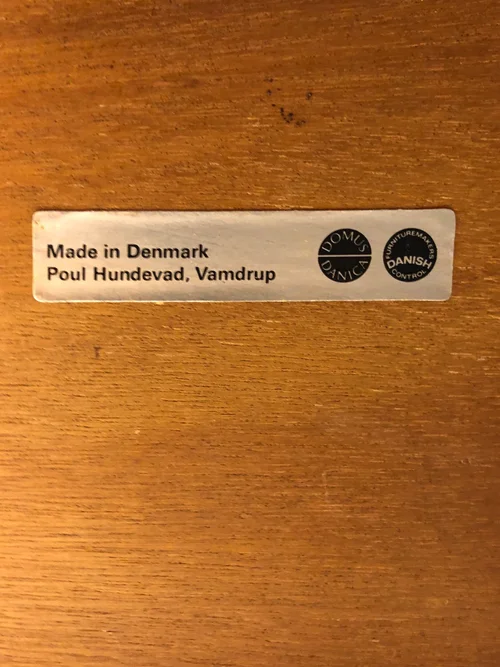 Made in Denmark
Poul Hundevad, Vamdrup
DOMUS
DANICA
FURNITUREMAKERS
DANISH
CONTROL